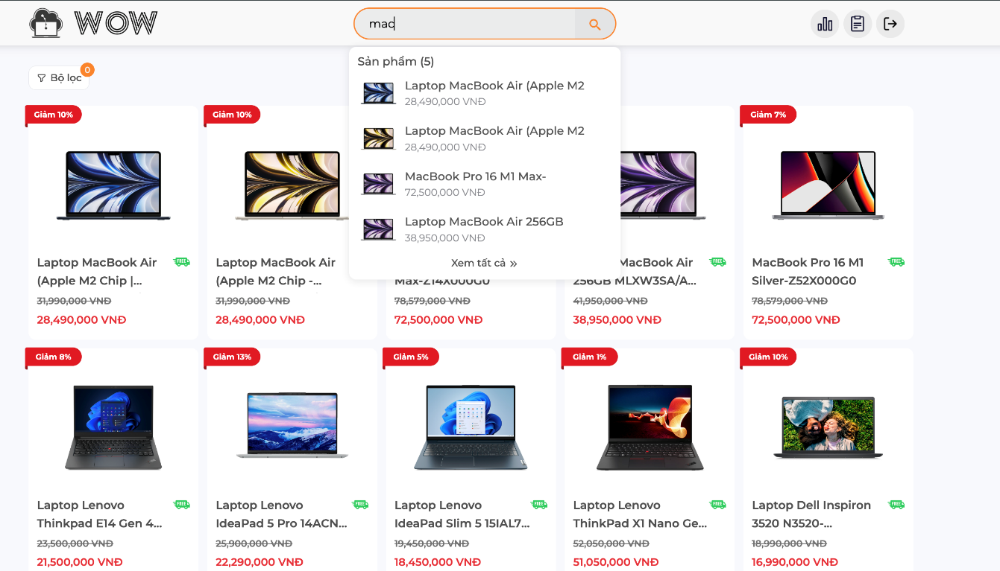 WOW
mac
Sản phẩm (5)
Laptop MacBook Air (Apple M2
28,490,000 VNĐ
Laptop MacBook Air (Apple M2
28,490,000 VNĐ
MacBook Pro 16 M1 Max-
72,500,000 VNĐ
Laptop MacBook Air 256GB
38,950,000 VNĐ
Xem tất cả »
Bộ lọc
0
Giảm 10%
Giảm 10%
Giảm 7%
Laptop MacBook Air
(Apple M2 Chip |...
FREE
31,990,000 VNĐ
28,490,000 VNĐ
Laptop MacBook Air
(Apple M2 Chip -...
31,990,000 VNĐ
28,490,000 VNĐ
Max-Z14X000G0
78,579,000 VNĐ
72,500,000 VNĐ
MacBook Air
256GB MLXW3SA/A...
FREE
41,950,000 VNĐ
38,950,000 VNĐ
MacBook Pro 16 M1
Silver-Z52X000G0
FREE
78,579,000 VNĐ
72,500,000 VNĐ
Giảm 8%
Giảm 13%
Giảm 5%
Giảm 1%
Giảm 10%
Laptop Lenovo
Thinkpad E14 Gen 4...
FREE
23,500,000 VNĐ
21,500,000 VNĐ
Laptop Lenovo
IdeaPad 5 Pro 14ACN...
FREE
25,900,000 VNĐ
22,290,000 VNĐ
Laptop Lenovo
IdeaPad Slim 5 15IAL7...
FREE
19,450,000 VNĐ
18,450,000 VNĐ
Laptop Lenovo
ThinkPad X1 Nano Ge...
FREE
52,050,000 VNĐ
51,050,000 VNĐ
Laptop Dell Inspiron
3520 N3520-...
FREE
18,990,000 VNĐ
16,990,000 VNĐ